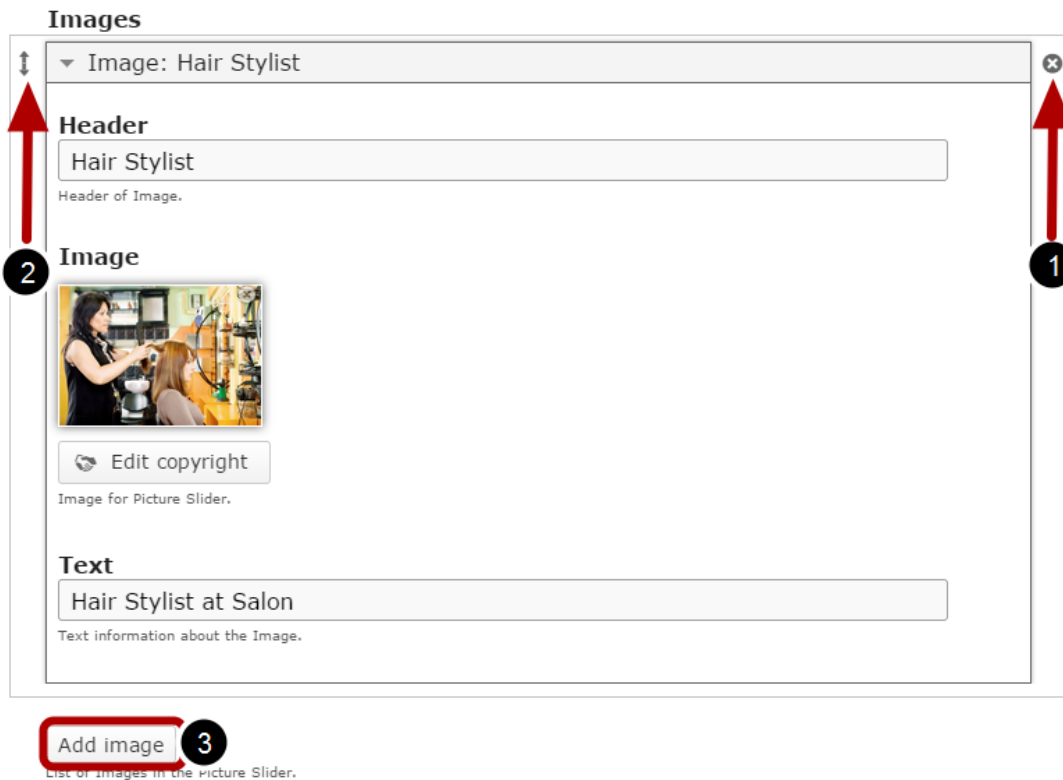 Images
Image: Hair Stylist
Header
Hair Stylist
Header of Image.
Image
2
1
Edit copyright
Image for Picture Slider.
Text
Hair Stylist at Salon
Text information about the Image.
Add image 3
List of Images in the Picture Slider.